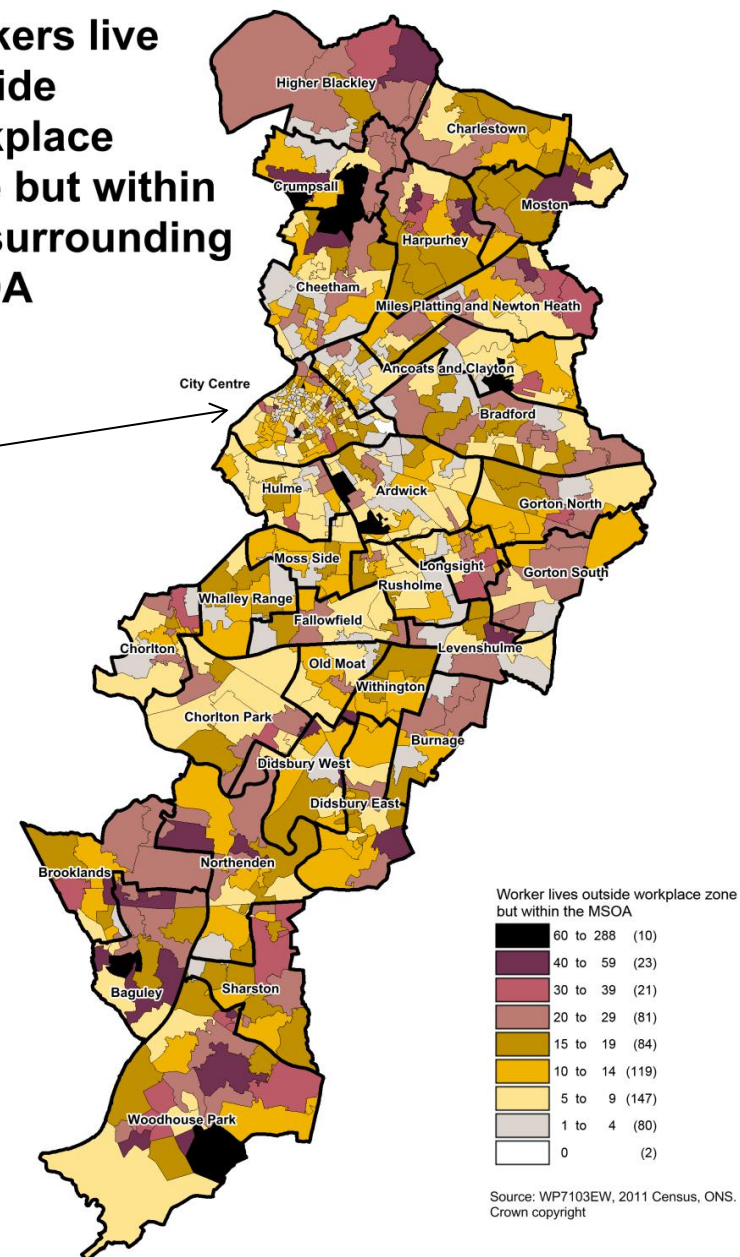 kers live
ide
kplace
e but within
surrounding
OA
Higher Blackley
Charlestown
Crumpsall
Moston
Harpurhey
Cheetham
Miles Platting and Newton Heath
Ancoats and Clayton
City Centre
Bradford
Hulme
Ardwick
Gorton North
Moss Side
Longsight
Gorton South
Rusholme
Whalley Range
Fallowfield
Chorlton
Levenshulme
Old Moat
Withington
Chorlton Park
Burnage
Didsbury West
Didsbury East
Northenden
Brooklands
Baguley
Sharston
Woodhouse Park
Worker lives outside workplace zone
but within the MSOA
60 to 288 (10)
40 to 59 (23)
30 to 39 (21)
20 to 29 (81)
15 to 19 (84)
10 to 14 (119)
5 to 9 (147)
1 to 4 (80)
0 (2)
Source: WP7103EW, 2011 Census, ONS.
Crown copyright